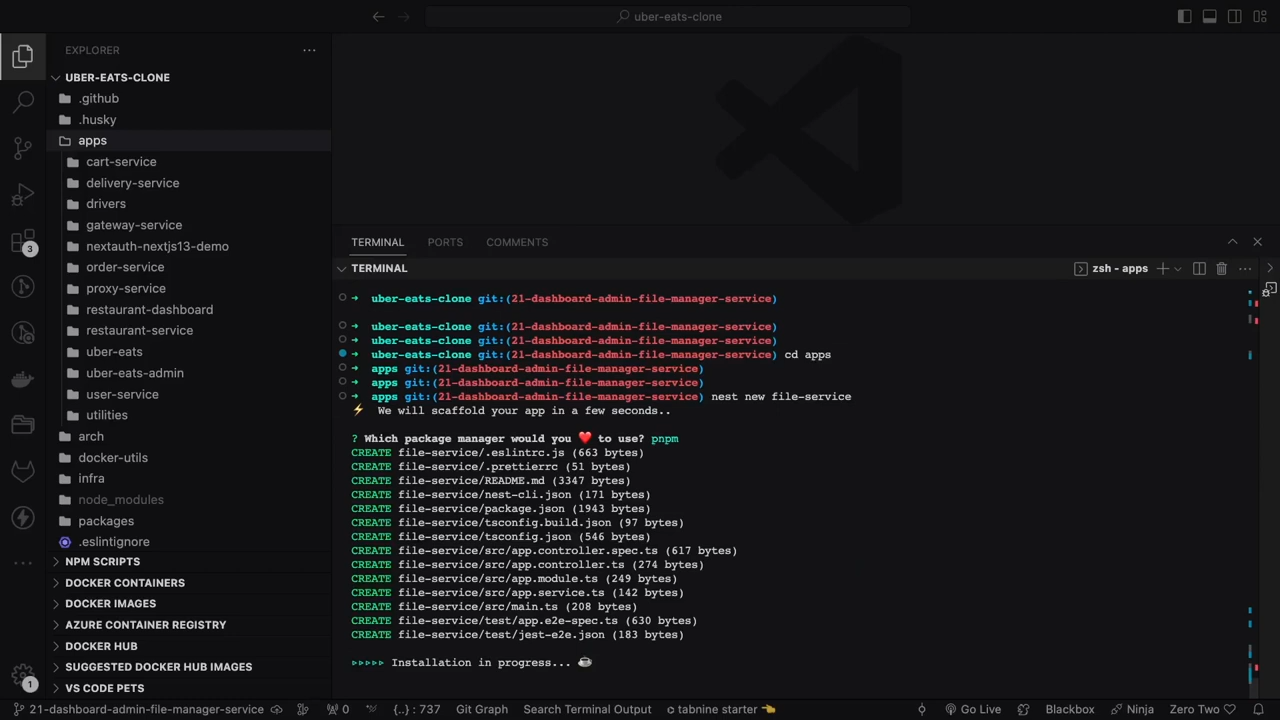 uber-eats-clone
EXPLORER
UBER-EATS-CLONE
.github
.husky
apps
cart-service
delivery-service
drivers
gateway-service
nextauth-nextjs13-demo
order-service
proxy-service
restaurant-dashboard
restaurant-service
uber-eats
uber-eats-admin
user-service
utilities
arch
docker-utils
infra
node_modules
packages
.eslintignore
NPM SCRIPTS
DOCKER CONTAINERS
DOCKER IMAGES
AZURE CONTAINER REGISTRY
DOCKER HUB
SUGGESTED DOCKER HUB IMAGES
VS CODE PETS
3
1
TERMINAL PORTS COMMENTS
TERMINAL
zsh - apps
➜ uber-eats-clone git:(21-dashboard-admin-file-manager-service)
➜ uber-eats-clone git:(21-dashboard-admin-file-manager-service)
➜ uber-eats-clone git:(21-dashboard-admin-file-manager-service)
➜ uber-eats-clone git:(21-dashboard-admin-file-manager-service) cd apps
➜ apps git:(21-dashboard-admin-file-manager-service)
➜ apps git:(21-dashboard-admin-file-manager-service)
➜ apps git:(21-dashboard-admin-file-manager-service) nest new file-service
⚡ We will scaffold your app in a few seconds..
? Which package manager would you ❤️ to use? pnpm
CREATE file-service/.eslintrc.js (663 bytes)
CREATE file-service/.prettierrc (51 bytes)
CREATE file-service/README.md (3347 bytes)
CREATE file-service/nest-cli.json (171 bytes)
CREATE file-service/package.json (1943 bytes)
CREATE file-service/tsconfig.build.json (97 bytes)
CREATE file-service/tsconfig.json (546 bytes)
CREATE file-service/src/app.controller.spec.ts (617 bytes)
CREATE file-service/src/app.controller.ts (274 bytes)
CREATE file-service/src/app.module.ts (249 bytes)
CREATE file-service/src/app.service.ts (142 bytes)
CREATE file-service/src/main.ts (208 bytes)
CREATE file-service/test/app.e2e-spec.ts (630 bytes)
CREATE file-service/test/jest-e2e.json (183 bytes)
▹▹▹▹▹ Installation in progress... ☕
21-dashboard-admin-file-manager-service 0 {..} : 737 Git Graph Search Terminal Output tabnine starter 👈 Go Live Blackbox Ninja Zero Two